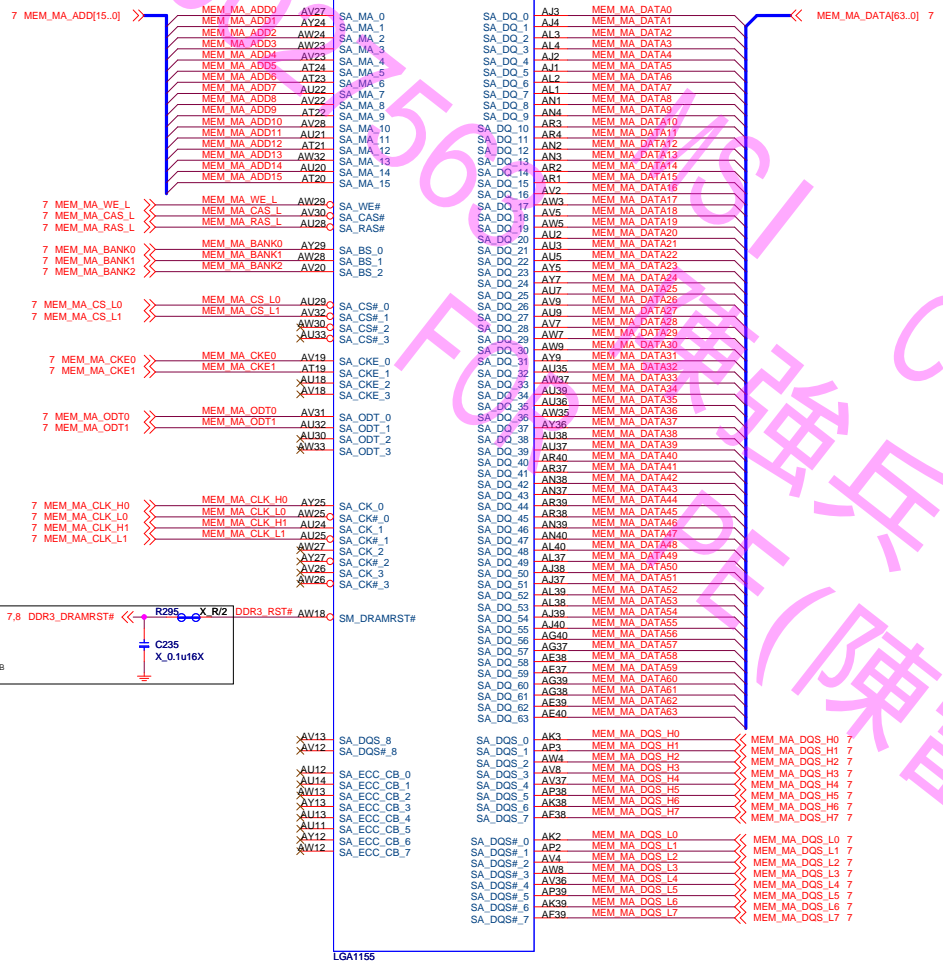 7 MEM_MA_ADD[15..0]
MEM_MA_ADD0 AV27 SA_MA_0
MEM_MA_ADD1 AY24 SA_MA_1
MEM_MA_ADD2 AW24 SA_MA_2
MEM_MA_ADD3 AW23 SA_MA_3
MEM_MA_ADD4 AV23 SA_MA_4
MEM_MA_ADD5 AT24 SA_MA_5
MEM_MA_ADD6 AT23 SA_MA_6
MEM_MA_ADD7 AU22 SA_MA_7
MEM_MA_ADD8 AV22 SA_MA_8
MEM_MA_ADD9 AT22 SA_MA_9
MEM_MA_ADD10 AV28 SA_MA_10
MEM_MA_ADD11 AU21 SA_MA_11
MEM_MA_ADD12 AT21 SA_MA_12
MEM_MA_ADD13 AW32 SA_MA_13
MEM_MA_ADD14 AU20 SA_MA_14
MEM_MA_ADD15 AT20 SA_MA_15
7 MEM_MA_WE_L MEM_MA_WE_L AW29 SA_WE#
7 MEM_MA_CAS_L MEM_MA_CAS_L AV30 SA_CAS#
7 MEM_MA_RAS_L MEM_MA_RAS_L AU28 SA_RAS#
7 MEM_MA_BANK0 MEM_MA_BANK0 AY29 SA_BS_0
7 MEM_MA_BANK1 MEM_MA_BANK1 AW28 SA_BS_1
7 MEM_MA_BANK2 MEM_MA_BANK2 AV20 SA_BS_2
7 MEM_MA_CS_L0 MEM_MA_CS_L0 AU29 SA_CS#_0
7 MEM_MA_CS_L1 MEM_MA_CS_L1 AV32 SA_CS#_1
AW30 SA_CS#_2
AU33 SA_CS#_3
7 MEM_MA_CKE0 MEM_MA_CKE0 AV19 SA_CKE_0
7 MEM_MA_CKE1 MEM_MA_CKE1 AT19 SA_CKE_1
AU18 SA_CKE_2
AV18 SA_CKE_3
7 MEM_MA_ODT0 MEM_MA_ODT0 AV31 SA_ODT_0
7 MEM_MA_ODT1 MEM_MA_ODT1 AU32 SA_ODT_1
AU30 SA_ODT_2
AW33 SA_ODT_3
7 MEM_MA_CLK_H0 MEM_MA_CLK_H0 AY25 SA_CK_0
7 MEM_MA_CLK_L0 MEM_MA_CLK_L0 AW25 SA_CK#_0
7 MEM_MA_CLK_H1 MEM_MA_CLK_H1 AU24 SA_CK_1
7 MEM_MA_CLK_L1 MEM_MA_CLK_L1 AU25 SA_CK#_1
AW27 SA_CK_2
AY27 SA_CK#_2
AV26 SA_CK_3
AW26 SA_CK#_3
7,8 DDR3_DRAMRST# R295 X_R/2 DDR3_RST# AW18 SM_DRAMRST#
C235
X_0.1u16X
B
AV13 SA_DQS_8
AV12 SA_DQS#_8
AU12 SA_ECC_CB_0
AU14 SA_ECC_CB_1
AW13 SA_ECC_CB_2
AY13 SA_ECC_CB_3
AU13 SA_ECC_CB_4
AU11 SA_ECC_CB_5
AY12 SA_ECC_CB_6
AW12 SA_ECC_CB_7
MEM_MA_DATA[63..0] 7
SA_DQ_0 AJ3 MEM_MA_DATA0
SA_DQ_1 AJ4 MEM_MA_DATA1
SA_DQ_2 AL3 MEM_MA_DATA2
SA_DQ_3 AL4 MEM_MA_DATA3
SA_DQ_4 AJ2 MEM_MA_DATA4
SA_DQ_5 AJ1 MEM_MA_DATA5
SA_DQ_6 AL2 MEM_MA_DATA6
SA_DQ_7 AL1 MEM_MA_DATA7
SA_DQ_8 AN1 MEM_MA_DATA8
SA_DQ_9 AN4 MEM_MA_DATA9
SA_DQ_10 AR3 MEM_MA_DATA10
SA_DQ_11 AR4 MEM_MA_DATA11
SA_DQ_12 AN2 MEM_MA_DATA12
SA_DQ_13 AN3 MEM_MA_DATA13
SA_DQ_14 AR2 MEM_MA_DATA14
SA_DQ_15 AR1 MEM_MA_DATA15
SA_DQ_16 AV2 MEM_MA_DATA16
SA_DQ_17 AW3 MEM_MA_DATA17
SA_DQ_18 AV5 MEM_MA_DATA18
SA_DQ_19 AW5 MEM_MA_DATA19
SA_DQ_20 AU2 MEM_MA_DATA20
SA_DQ_21 AU3 MEM_MA_DATA21
SA_DQ_22 AU5 MEM_MA_DATA22
SA_DQ_23 AY5 MEM_MA_DATA23
SA_DQ_24 AY7 MEM_MA_DATA24
SA_DQ_25 AU7 MEM_MA_DATA25
SA_DQ_26 AV9 MEM_MA_DATA26
SA_DQ_27 AU9 MEM_MA_DATA27
SA_DQ_28 AV7 MEM_MA_DATA28
SA_DQ_29 AW7 MEM_MA_DATA29
SA_DQ_30 AW9 MEM_MA_DATA30
SA_DQ_31 AY9 MEM_MA_DATA31
SA_DQ_32 AU35 MEM_MA_DATA32
SA_DQ_33 AW37 MEM_MA_DATA33
SA_DQ_34 AU39 MEM_MA_DATA34
SA_DQ_35 AU36 MEM_MA_DATA35
SA_DQ_36 AW35 MEM_MA_DATA36
SA_DQ_37 AY36 MEM_MA_DATA37
SA_DQ_38 AU38 MEM_MA_DATA38
SA_DQ_39 AU37 MEM_MA_DATA39
SA_DQ_40 AR40 MEM_MA_DATA40
SA_DQ_41 AR37 MEM_MA_DATA41
SA_DQ_42 AN38 MEM_MA_DATA42
SA_DQ_43 AN37 MEM_MA_DATA43
SA_DQ_44 AR39 MEM_MA_DATA44
SA_DQ_45 AR38 MEM_MA_DATA45
SA_DQ_46 AN39 MEM_MA_DATA46
SA_DQ_47 AN40 MEM_MA_DATA47
SA_DQ_48 AL40 MEM_MA_DATA48
SA_DQ_49 AL37 MEM_MA_DATA49
SA_DQ_50 AJ38 MEM_MA_DATA50
SA_DQ_51 AJ37 MEM_MA_DATA51
SA_DQ_52 AL39 MEM_MA_DATA52
SA_DQ_53 AL38 MEM_MA_DATA53
SA_DQ_54 AJ39 MEM_MA_DATA54
SA_DQ_55 AJ40 MEM_MA_DATA55
SA_DQ_56 AG40 MEM_MA_DATA56
SA_DQ_57 AG37 MEM_MA_DATA57
SA_DQ_58 AE38 MEM_MA_DATA58
SA_DQ_59 AE37 MEM_MA_DATA59
SA_DQ_60 AG39 MEM_MA_DATA60
SA_DQ_61 AG38 MEM_MA_DATA61
SA_DQ_62 AE39 MEM_MA_DATA62
SA_DQ_63 AE40 MEM_MA_DATA63
SA_DQS_0 AK3 MEM_MA_DQS_H0 MEM_MA_DQS_H0 7
SA_DQS_1 AP3 MEM_MA_DQS_H1 MEM_MA_DQS_H1 7
SA_DQS_2 AW4 MEM_MA_DQS_H2 MEM_MA_DQS_H2 7
SA_DQS_3 AV8 MEM_MA_DQS_H3 MEM_MA_DQS_H3 7
SA_DQS_4 AV37 MEM_MA_DQS_H4 MEM_MA_DQS_H4 7
SA_DQS_5 AP38 MEM_MA_DQS_H5 MEM_MA_DQS_H5 7
SA_DQS_6 AK38 MEM_MA_DQS_H6 MEM_MA_DQS_H6 7
SA_DQS_7 AF38 MEM_MA_DQS_H7 MEM_MA_DQS_H7 7
SA_DQS#_0 AK2 MEM_MA_DQS_L0 MEM_MA_DQS_L0 7
SA_DQS#_1 AP2 MEM_MA_DQS_L1 MEM_MA_DQS_L1 7
SA_DQS#_2 AV4 MEM_MA_DQS_L2 MEM_MA_DQS_L2 7
SA_DQS#_3 AW8 MEM_MA_DQS_L3 MEM_MA_DQS_L3 7
SA_DQS#_4 AV36 MEM_MA_DQS_L4 MEM_MA_DQS_L4 7
SA_DQS#_5 AP39 MEM_MA_DQS_L5 MEM_MA_DQS_L5 7
SA_DQS#_6 AK39 MEM_MA_DQS_L6 MEM_MA_DQS_L6 7
SA_DQS#_7 AF39 MEM_MA_DQS_L7 MEM_MA_DQS_L7 7
LGA1155
MSI
陳強兵
PE(陳